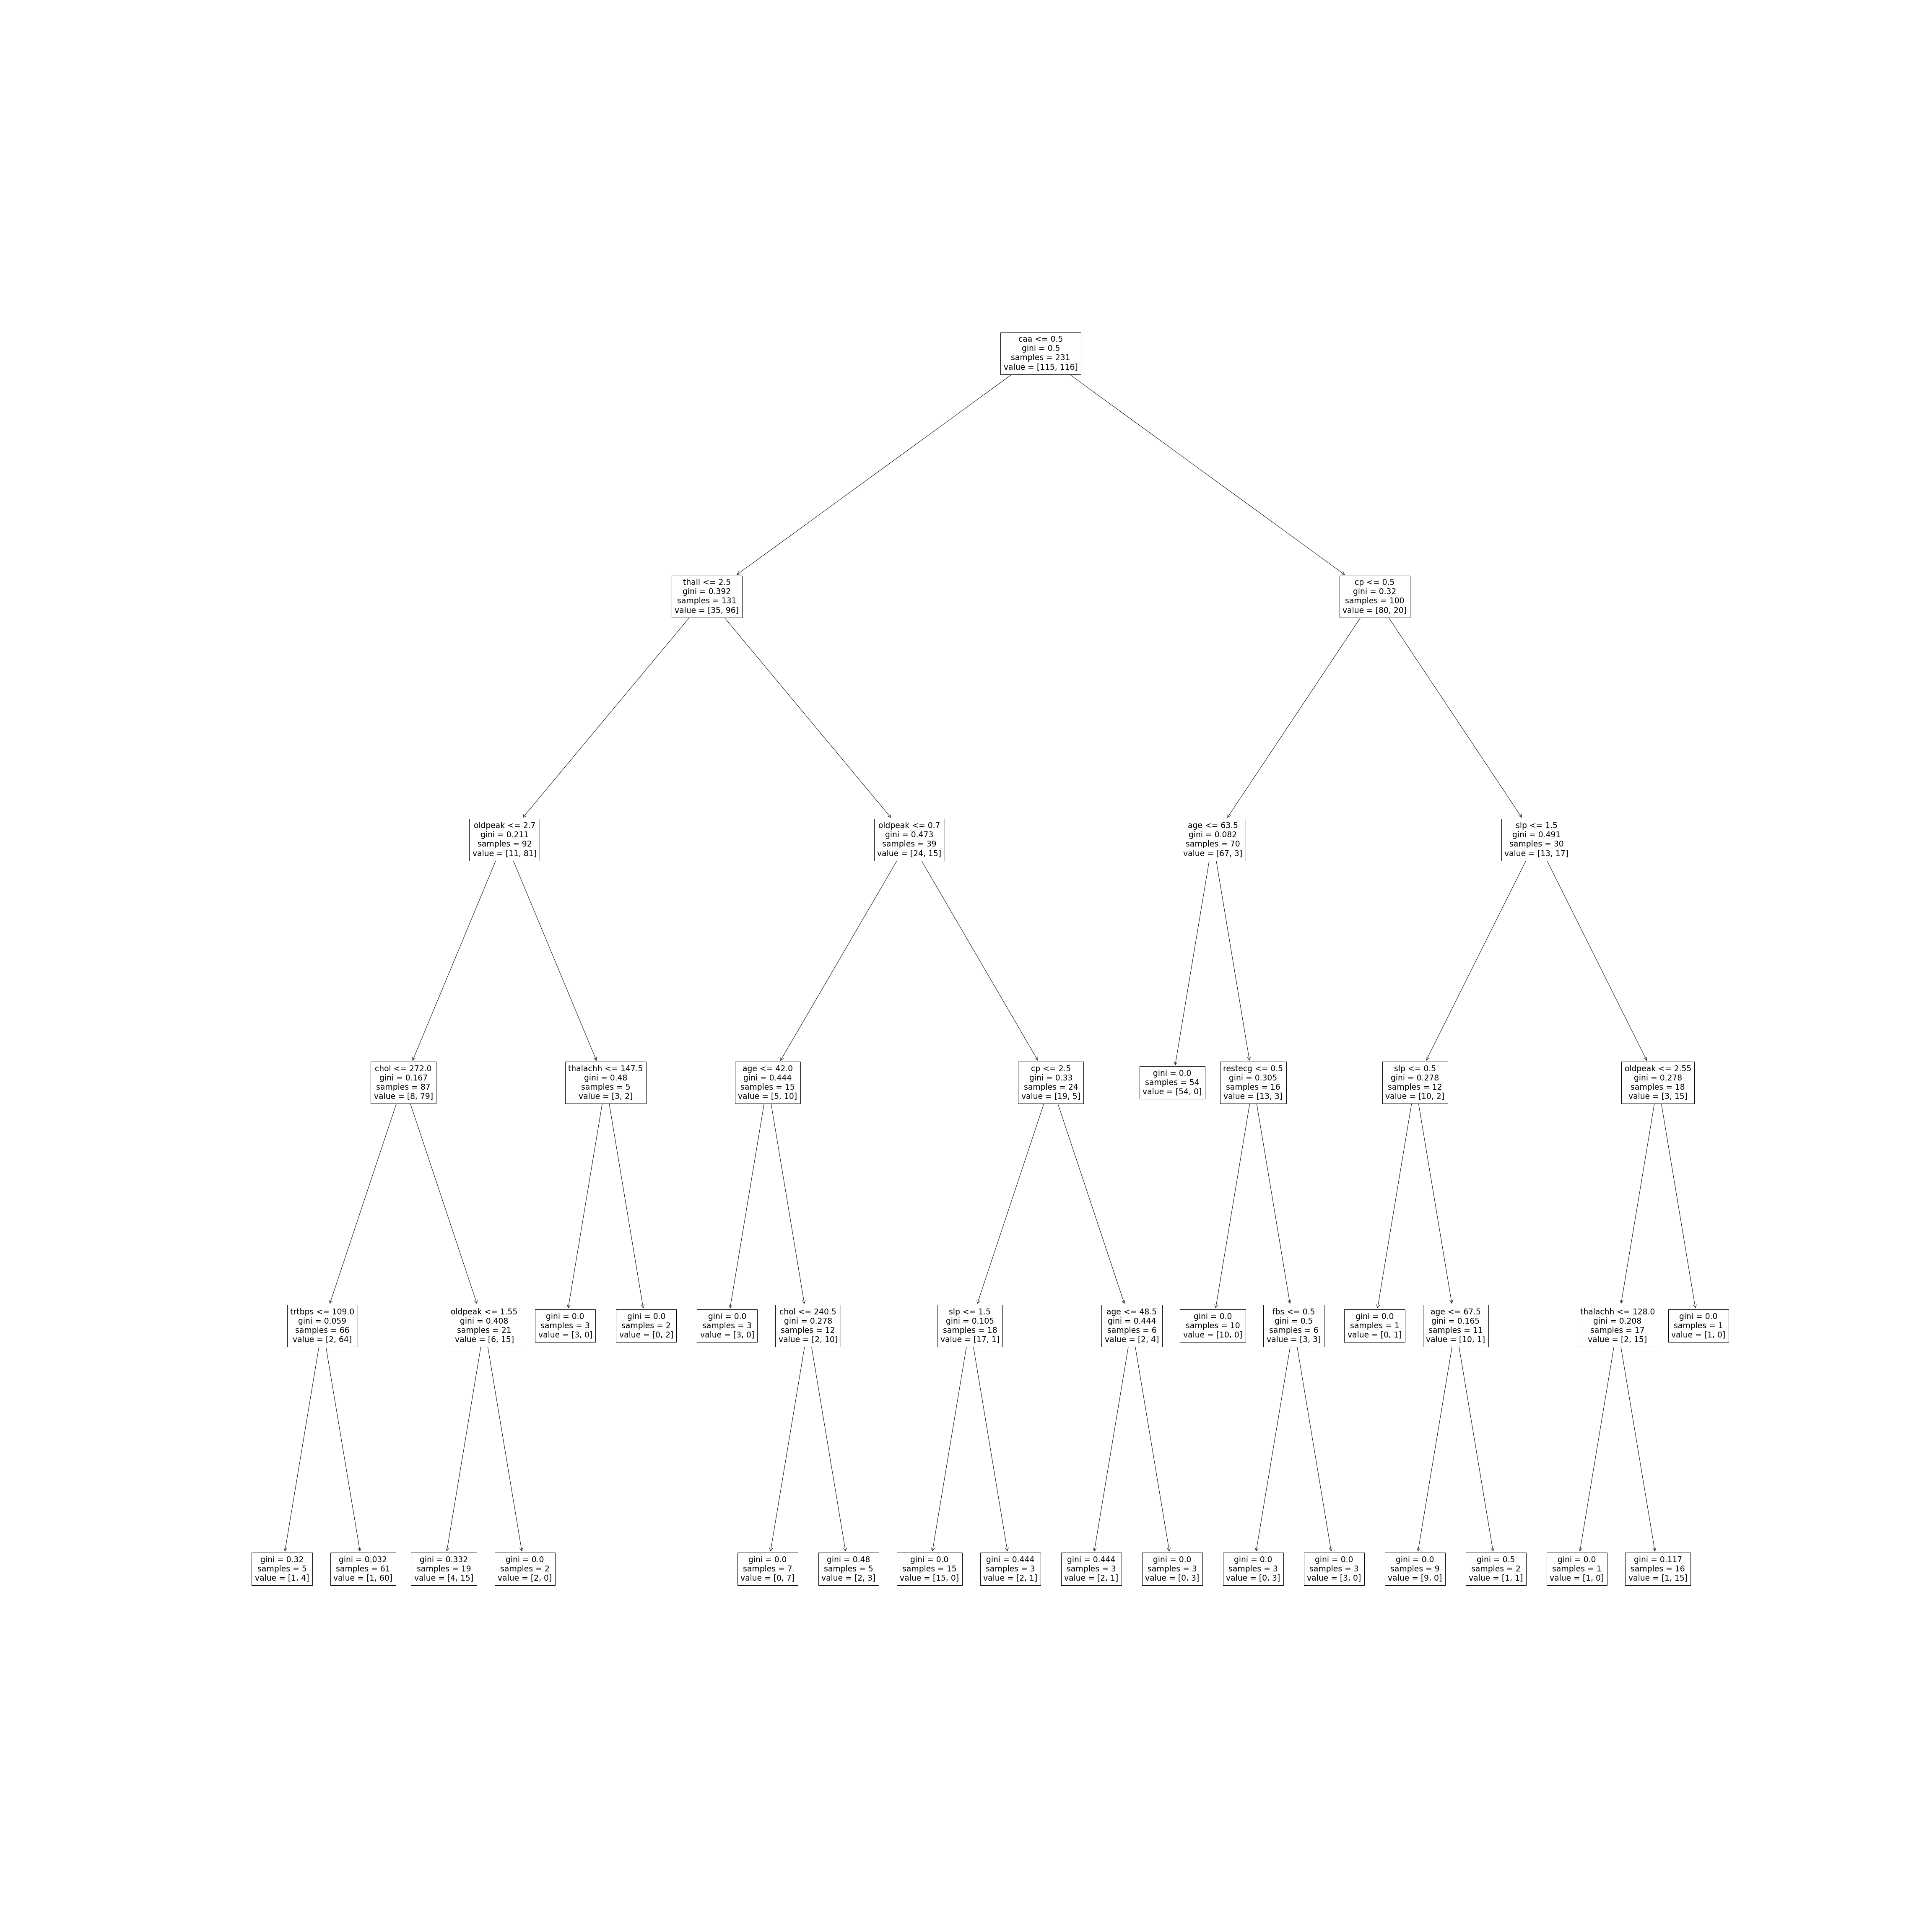 caa <= 0.5
gini = 0.5
samples = 231
value = [115, 116]
thall <= 2.5
gini = 0.392
samples = 131
value = [35, 96]
cp <= 0.5
gini = 0.32
samples = 100
value = [80, 20]
oldpeak <= 2.7
gini = 0.211
samples = 92
value = [11, 81]
oldpeak <= 0.7
gini = 0.473
samples = 39
value = [24, 15]
age <= 63.5
gini = 0.082
samples = 70
value = [67, 3]
slp <= 1.5
gini = 0.491
samples = 30
value = [13, 17]
chol <= 272.0
gini = 0.167
samples = 87
value = [8, 79]
thalachh <= 147.5
gini = 0.48
samples = 5
value = [3, 2]
age <= 42.0
gini = 0.444
samples = 15
value = [5, 10]
cp <= 2.5
gini = 0.33
samples = 24
value = [19, 5]
gini = 0.0
samples = 54
value = [54, 0]
restecg <= 0.5
gini = 0.305
samples = 16
value = [13, 3]
slp <= 0.5
gini = 0.278
samples = 12
value = [10, 2]
oldpeak <= 2.55
gini = 0.278
samples = 18
value = [3, 15]
trtbps <= 109.0
gini = 0.059
samples = 66
value = [2, 64]
oldpeak <= 1.55
gini = 0.408
samples = 21
value = [6, 15]
gini = 0.0
samples = 3
value = [3, 0]
gini = 0.0
samples = 2
value = [0, 2]
gini = 0.0
samples = 3
value = [3, 0]
chol <= 240.5
gini = 0.278
samples = 12
value = [2, 10]
slp <= 1.5
gini = 0.105
samples = 18
value = [17, 1]
age <= 48.5
gini = 0.444
samples = 6
value = [2, 4]
gini = 0.0
samples = 10
value = [10, 0]
fbs <= 0.5
gini = 0.5
samples = 6
value = [3, 3]
gini = 0.0
samples = 1
value = [0, 1]
age <= 67.5
gini = 0.165
samples = 11
value = [10, 1]
thalachh <= 128.0
gini = 0.208
samples = 17
value = [2, 15]
gini = 0.0
samples = 1
value = [1, 0]
gini = 0.32
samples = 5
value = [1, 4]
gini = 0.032
samples = 61
value = [1, 60]
gini = 0.332
samples = 19
value = [4, 15]
gini = 0.0
samples = 2
value = [2, 0]
gini = 0.0
samples = 7
value = [0, 7]
gini = 0.48
samples = 5
value = [2, 3]
gini = 0.0
samples = 15
value = [15, 0]
gini = 0.444
samples = 3
value = [2, 1]
gini = 0.444
samples = 3
value = [2, 1]
gini = 0.0
samples = 3
value = [0, 3]
gini = 0.0
samples = 3
value = [0, 3]
gini = 0.0
samples = 3
value = [3, 0]
gini = 0.0
samples = 9
value = [9, 0]
gini = 0.5
samples = 2
value = [1, 1]
gini = 0.0
samples = 1
value = [1, 0]
gini = 0.117
samples = 16
value = [1, 15]